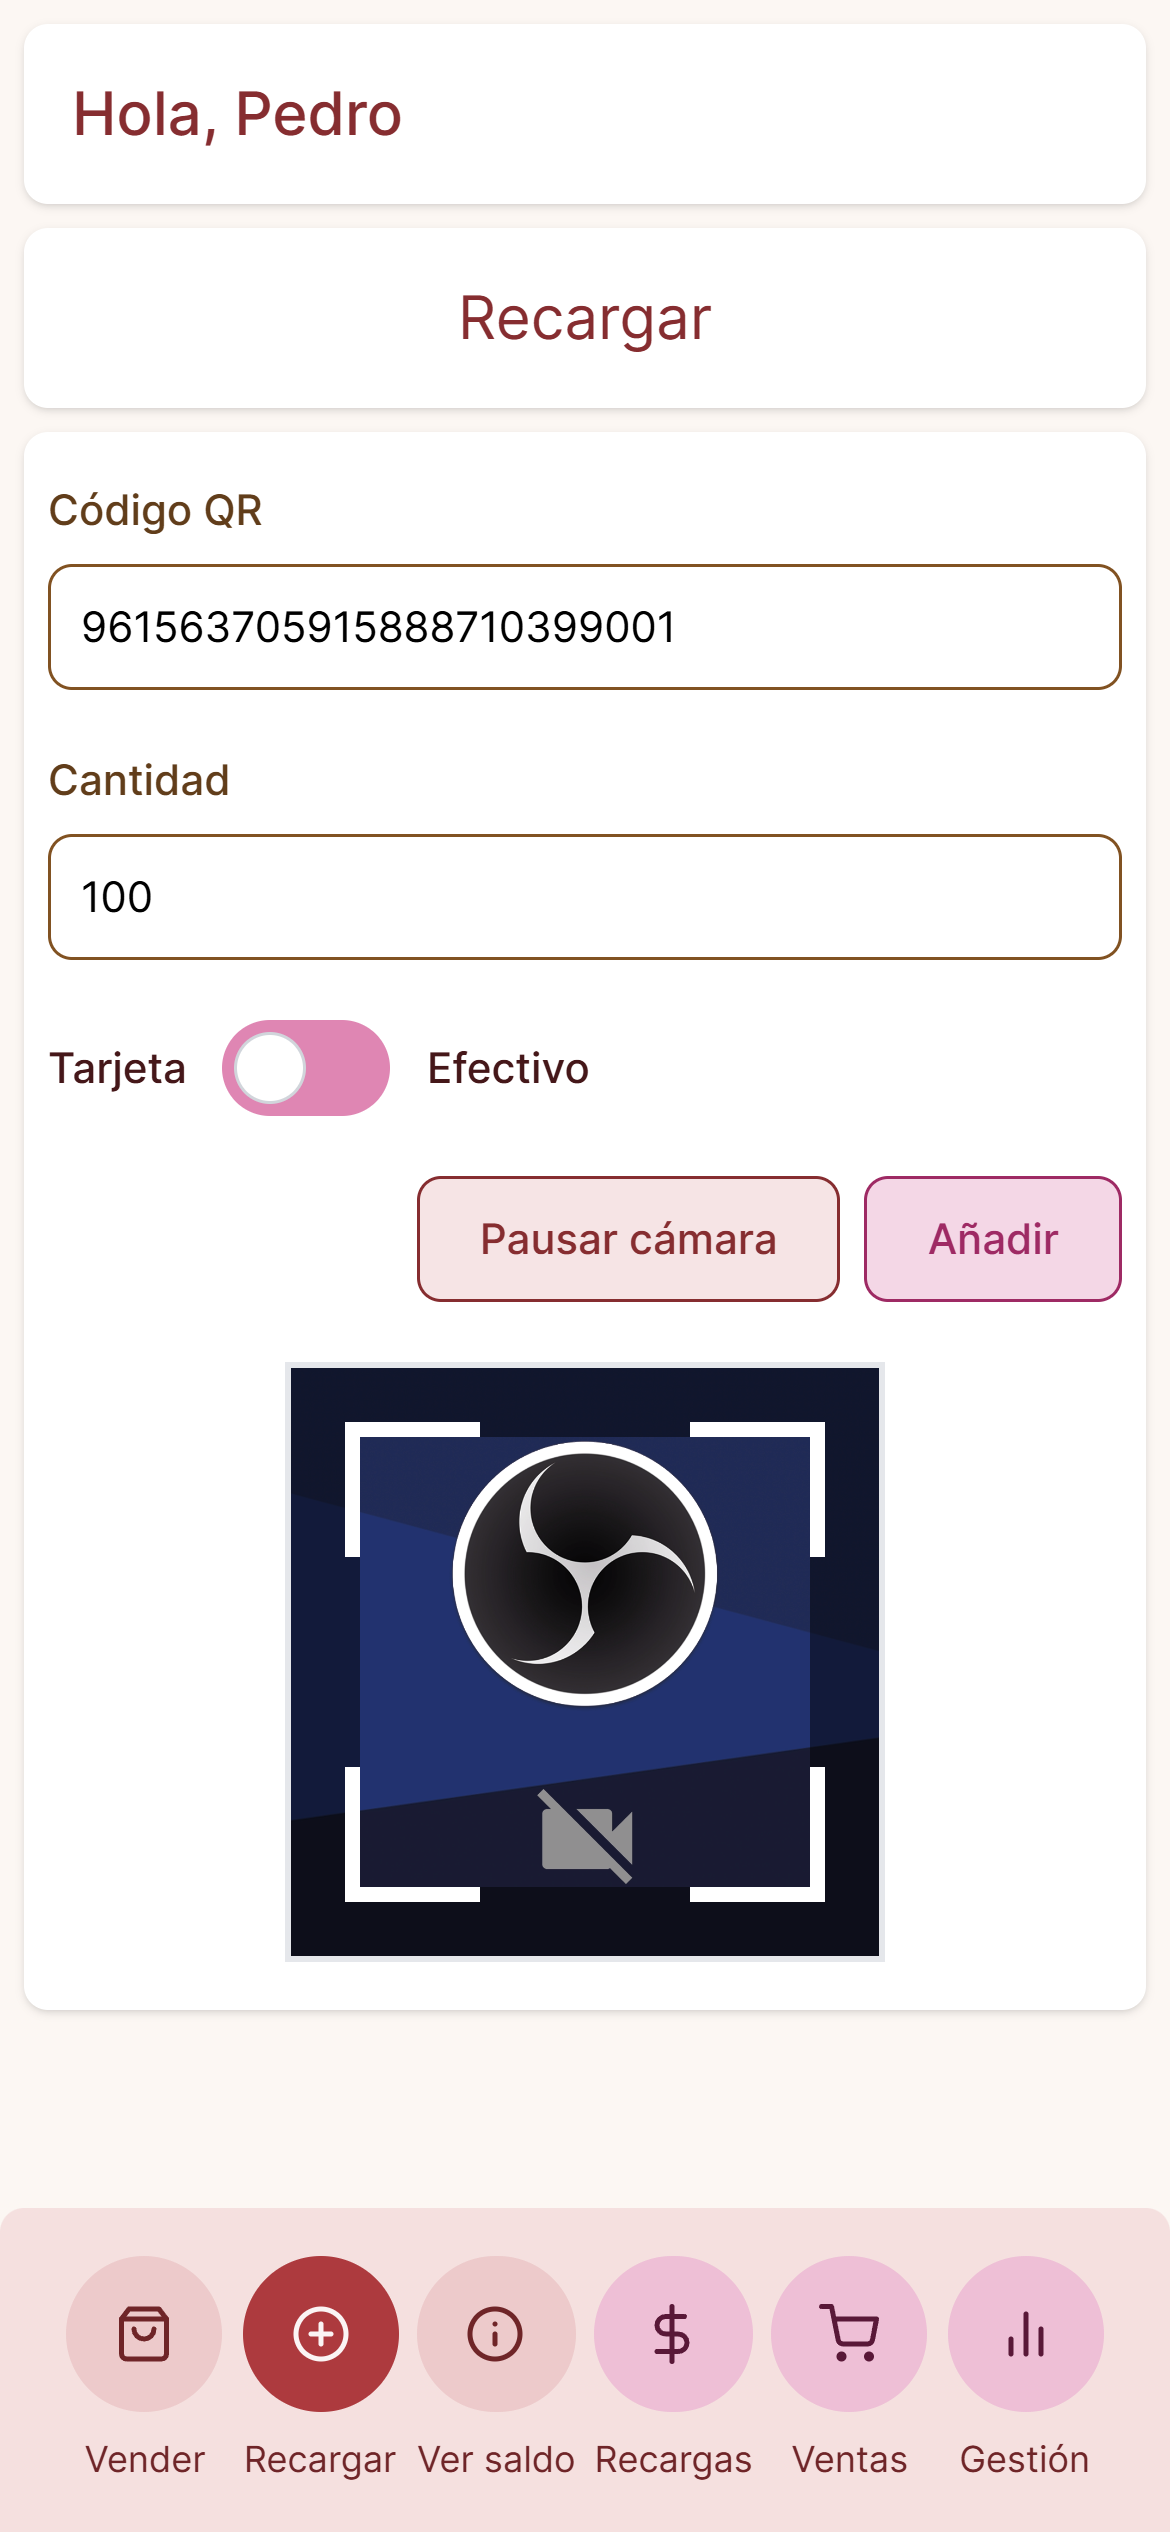 Hola, Pedro
Recargar
Código QR
961563705915888710399001
Cantidad
100
Tarjeta Efectivo
Pausar cámara Añadir
Vender Recargar Ver saldo Recargas Ventas Gestión